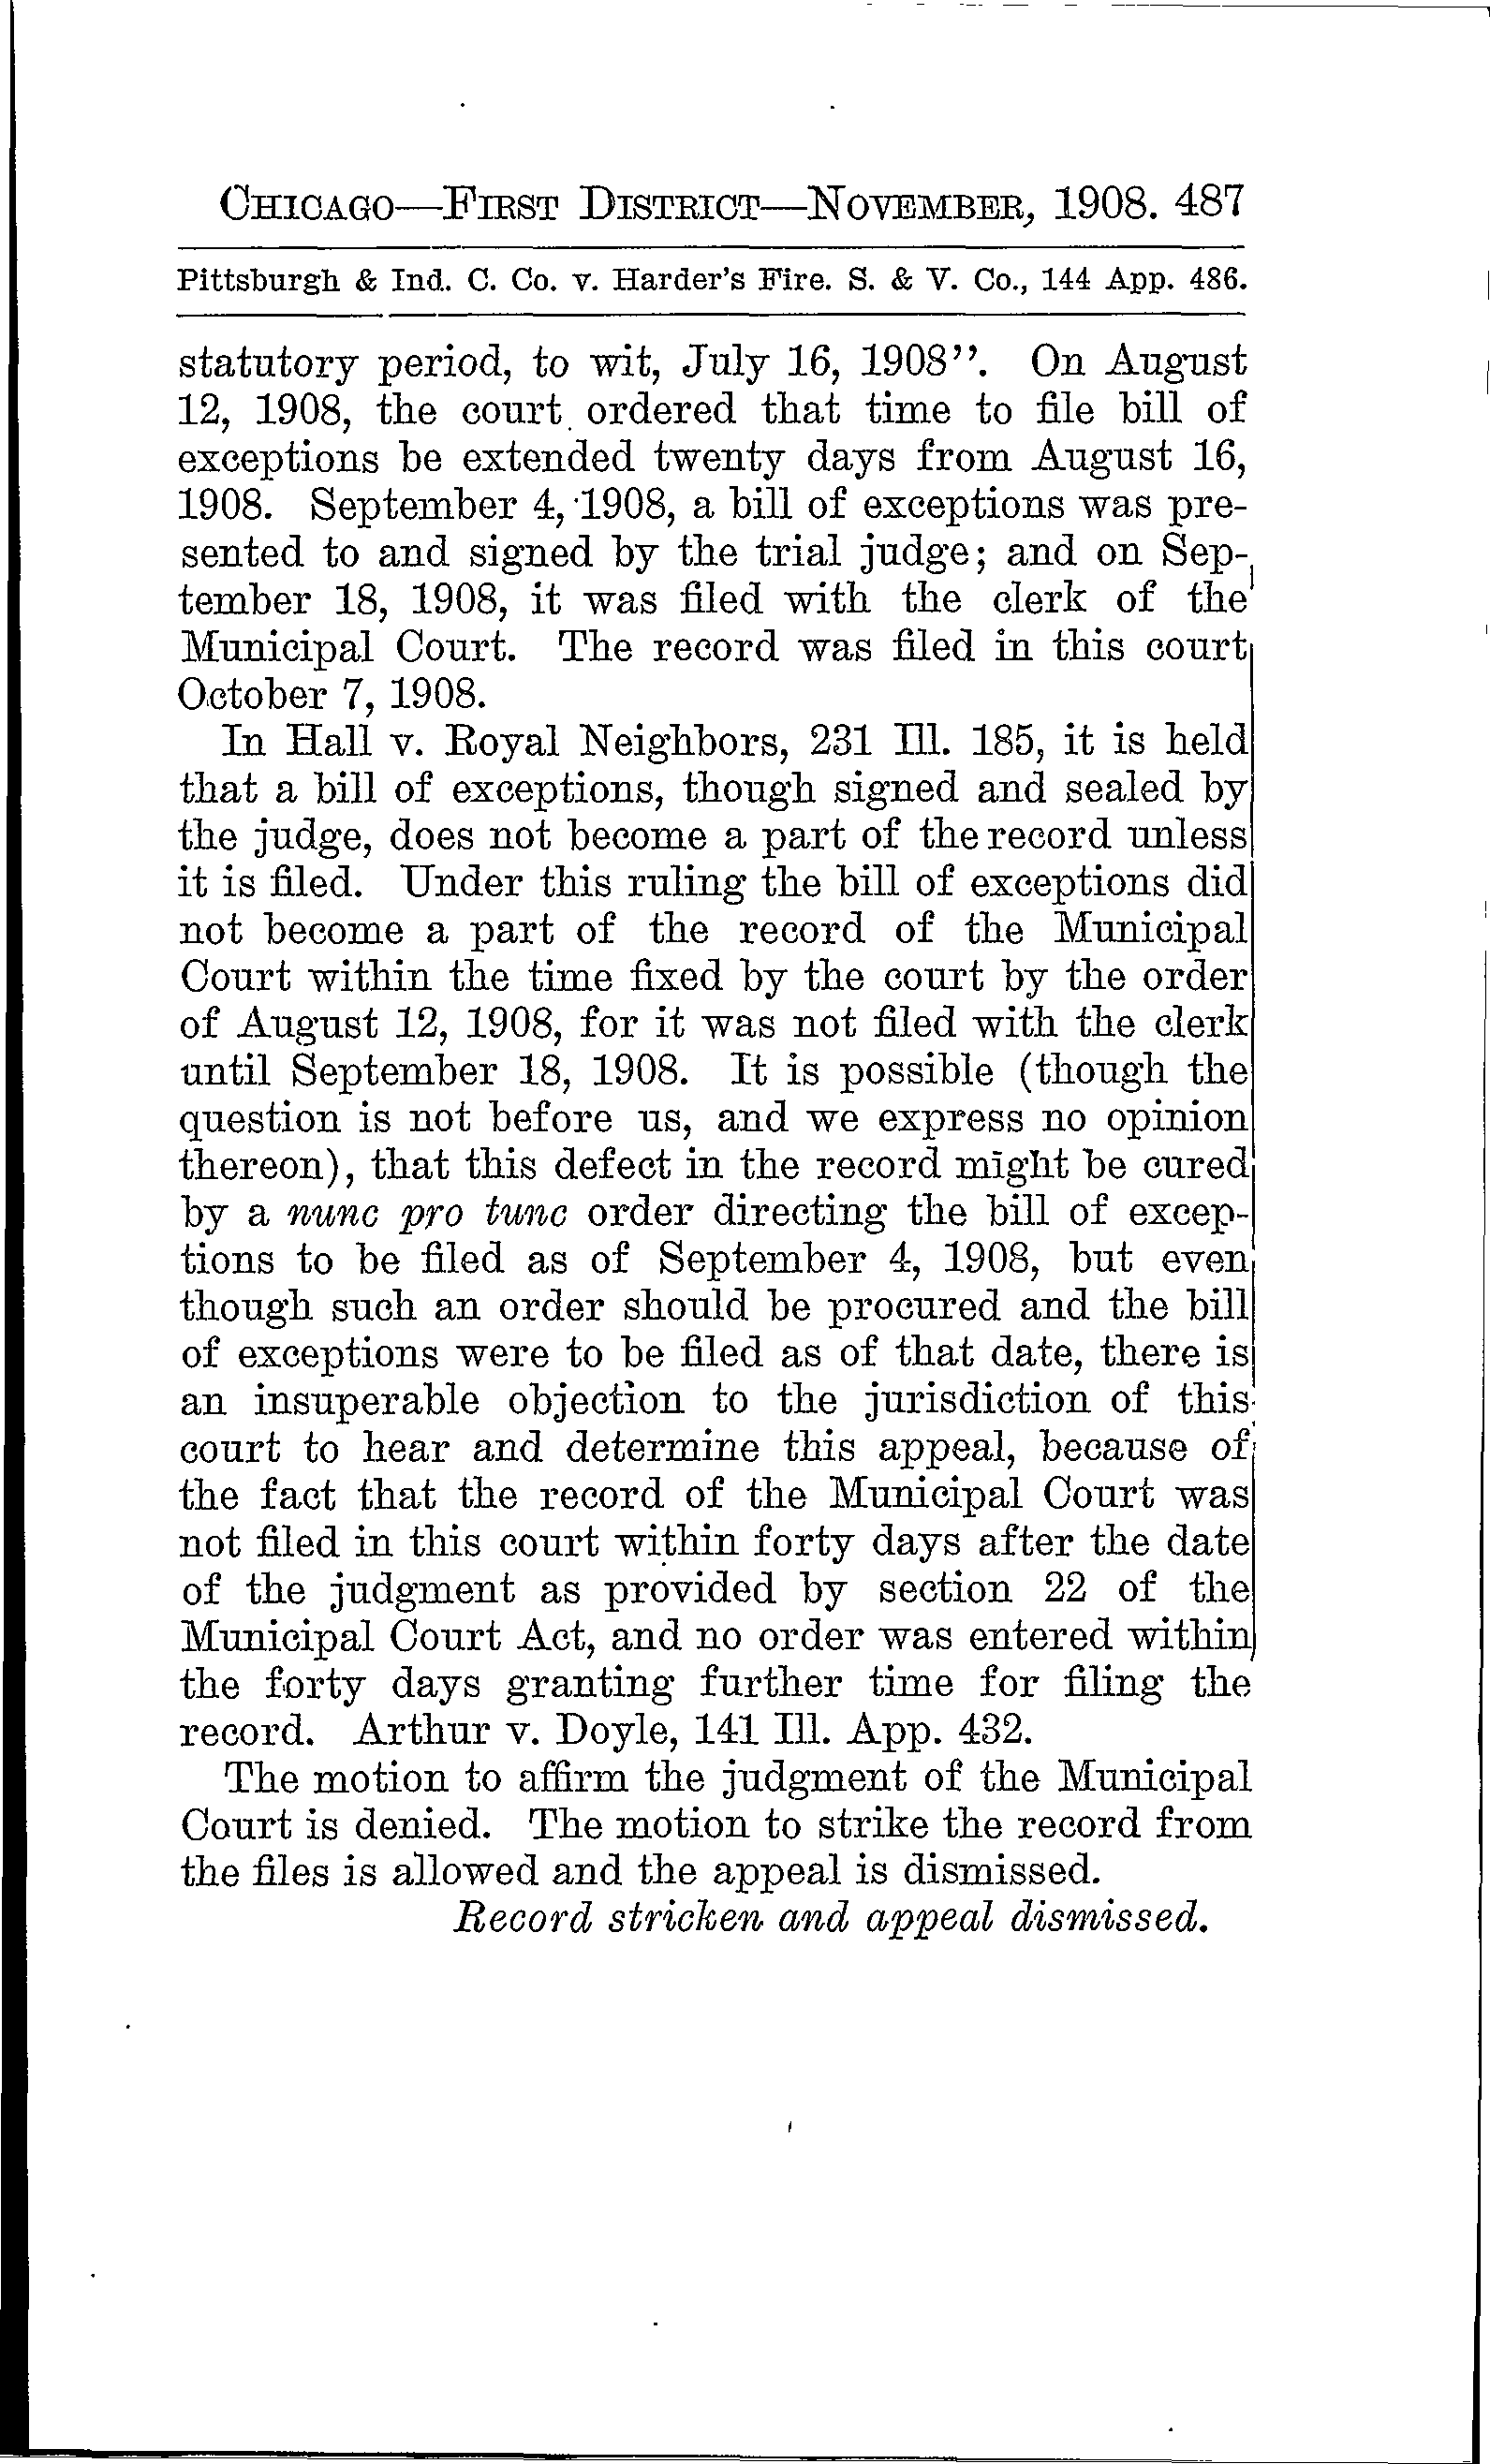 CHICAGO—FIRST DISTRICT—NOVEMBER, 1908. 487
Pittsburgh & Ind. C. Co. v. Harder's Fire. S. & V. Co., 144 App. 486.
statutory period, to wit, July 16, 1908”. On August
12, 1908, the court ordered that time to file bill of
exceptions be extended twenty days from August 16,
1908. September 4, 1908, a bill of exceptions was pre-
sented to and signed by the trial judge; and on Sep-
tember 18, 1908, it was filed with the clerk of the
Municipal Court. The record was filed in this court
October 7, 1908.
In Hall v. Royal Neighbors, 231 Ill. 185, it is held
that a bill of exceptions, though signed and sealed by
the judge, does not become a part of the record unless
it is filed. Under this ruling the bill of exceptions did
not become a part of the record of the Municipal
Court within the time fixed by the court by the order
of August 12, 1908, for it was not filed with the clerk
until September 18, 1908. It is possible (though the
question is not before us, and we express no opinion
thereon), that this defect in the record might be cured
by a nunc pro tunc order directing the bill of excep-
tions to be filed as of September 4, 1908, but even
though such an order should be procured and the bill
of exceptions were to be filed as of that date, there is
an insuperable objection to the jurisdiction of this
court to hear and determine this appeal, because of
the fact that the record of the Municipal Court was
not filed in this court within forty days after the date
of the judgment as provided by section 22 of the
Municipal Court Act, and no order was entered within
the forty days granting further time for filing the
record. Arthur v. Doyle, 141 Ill. App. 432.
The motion to affirm the judgment of the Municipal
Court is denied. The motion to strike the record from
the files is allowed and the appeal is dismissed.
Record stricken and appeal dismissed.